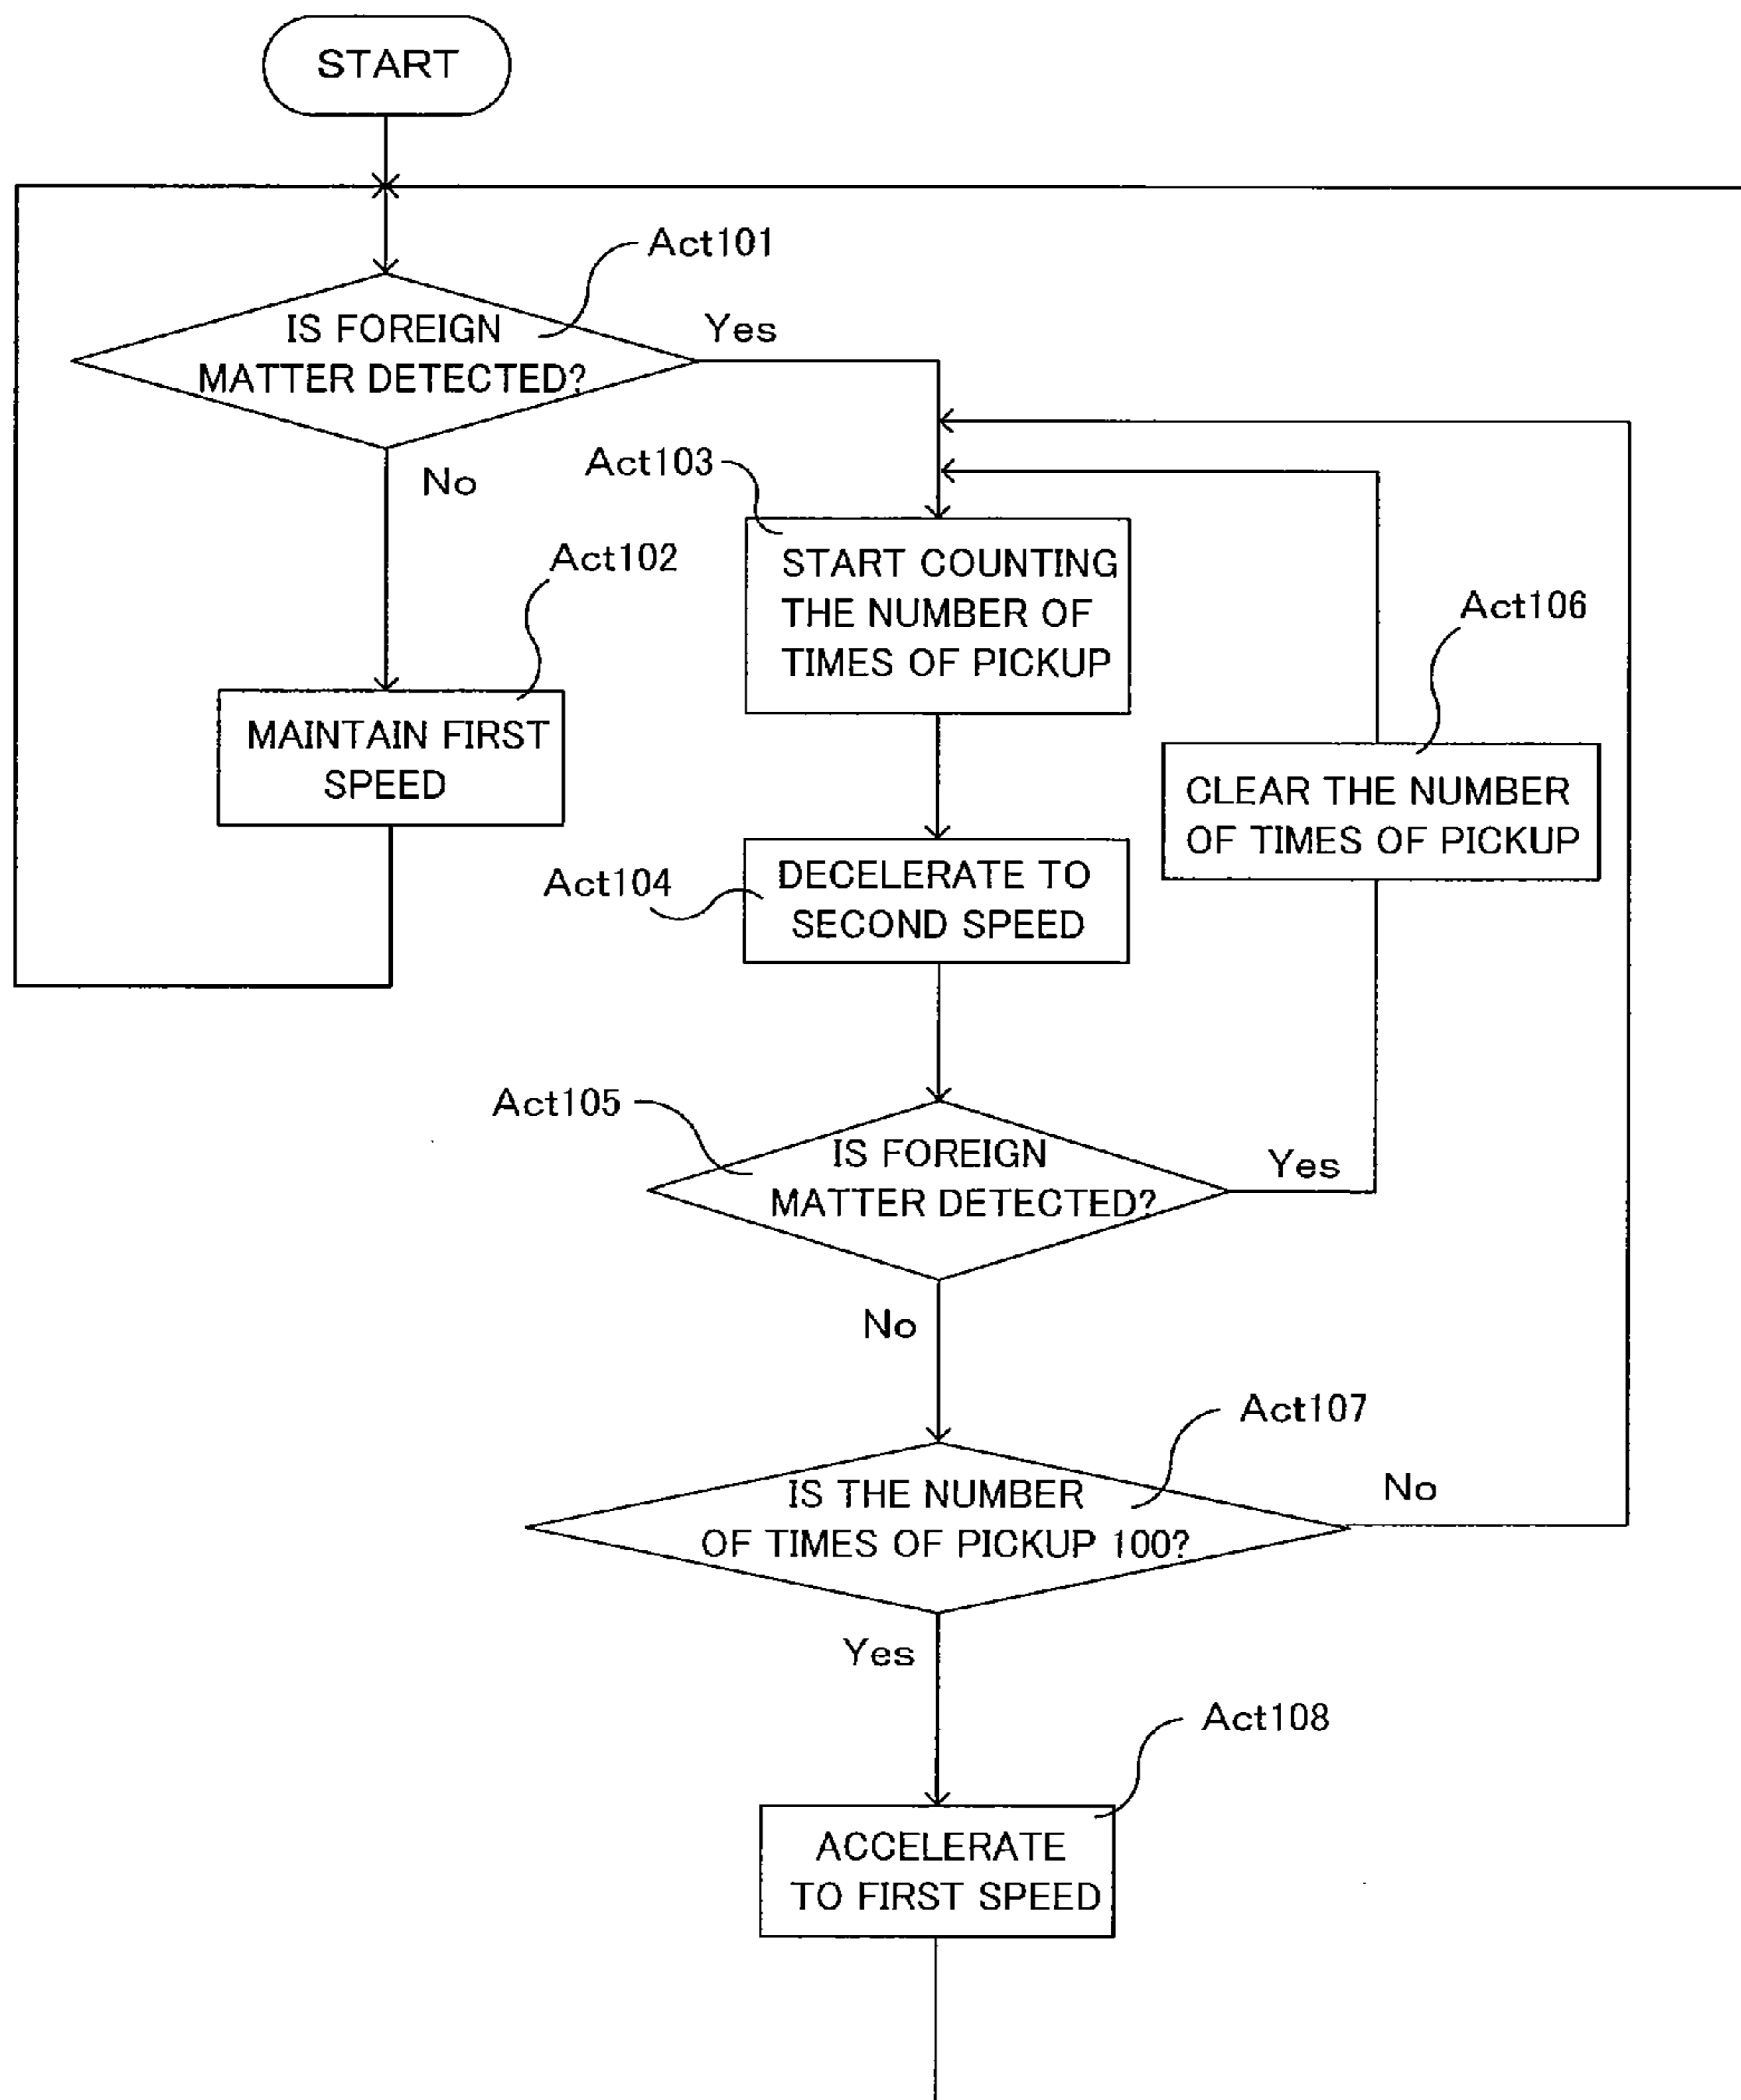 START
Act101
IS FOREIGN
MATTER DETECTED?
Yes
No
Act102
MAINTAIN FIRST
SPEED
Act103
START COUNTING
THE NUMBER OF
TIMES OF PICKUP
Act104
DECELERATE TO
SECOND SPEED
Act105
IS FOREIGN
MATTER DETECTED?
Yes
No
Act106
CLEAR THE NUMBER
OF TIMES OF PICKUP
Act107
IS THE NUMBER
OF TIMES OF PICKUP 100?
No
Yes
Act108
ACCELERATE
TO FIRST SPEED